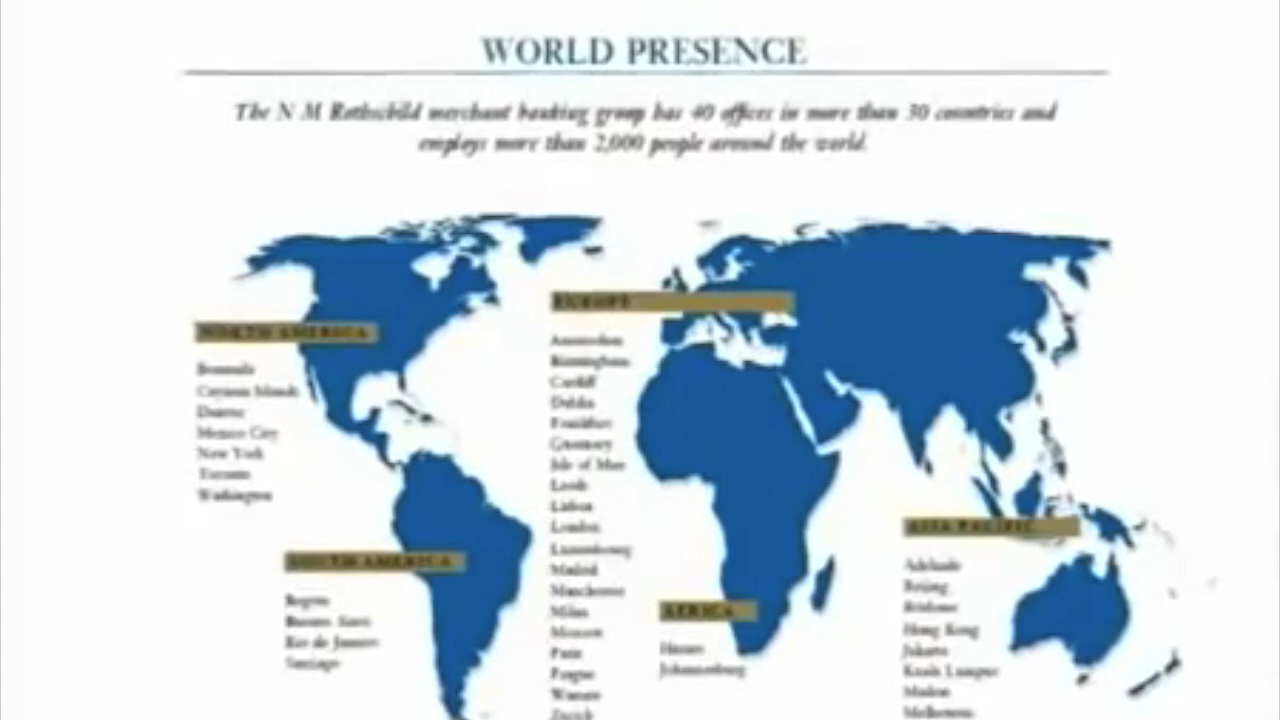 WORLD PRESENCE
The N M Rothschild merchant banking group has 40 offices in more than 30 countries and
employs more than 2,000 people around the world.
EUROPE
NORTH AMERICA
Amsterdam
Birmingham
Bermuda
Cardiff
Cayman Islands
Dublin
Denver
Frankfurt
Mexico City
Guernsey
New York
Isle of Man
Toronto
Leeds
Washington
Lisbon
London
ASIA PACIFIC
Luxembourg
SOUTH AMERICA
Madrid
Adelaide
Manchester
Beijing
Bogota
Milan
AFRICA
Brisbane
Buenos Aires
Moscow
Hong Kong
Rio de Janeiro
Paris
Harare
Jakarta
Santiago
Prague
Johannesburg
Kuala Lumpur
Warsaw
Melbourne
Zurich